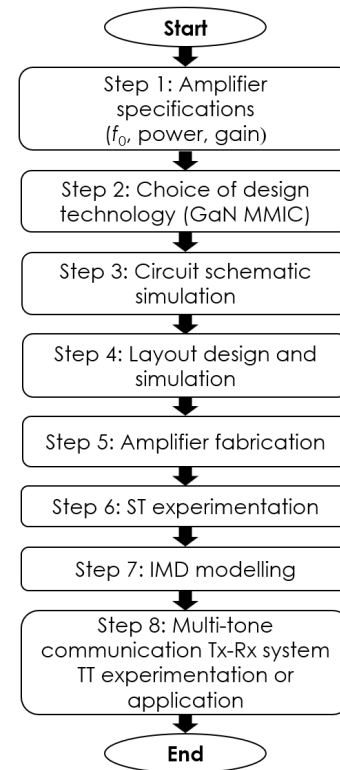 Start
Step 1: Amplifier
specifications
(f₀, power, gain)
Step 2: Choice of design
technology (GaN MMIC)
Step 3: Circuit schematic
simulation
Step 4: Layout design and
simulation
Step 5: Amplifier fabrication
Step 6: ST experimentation
Step 7: IMD modelling
Step 8: Multi-tone
communication Tx-Rx system
TT experimentation or
application
End